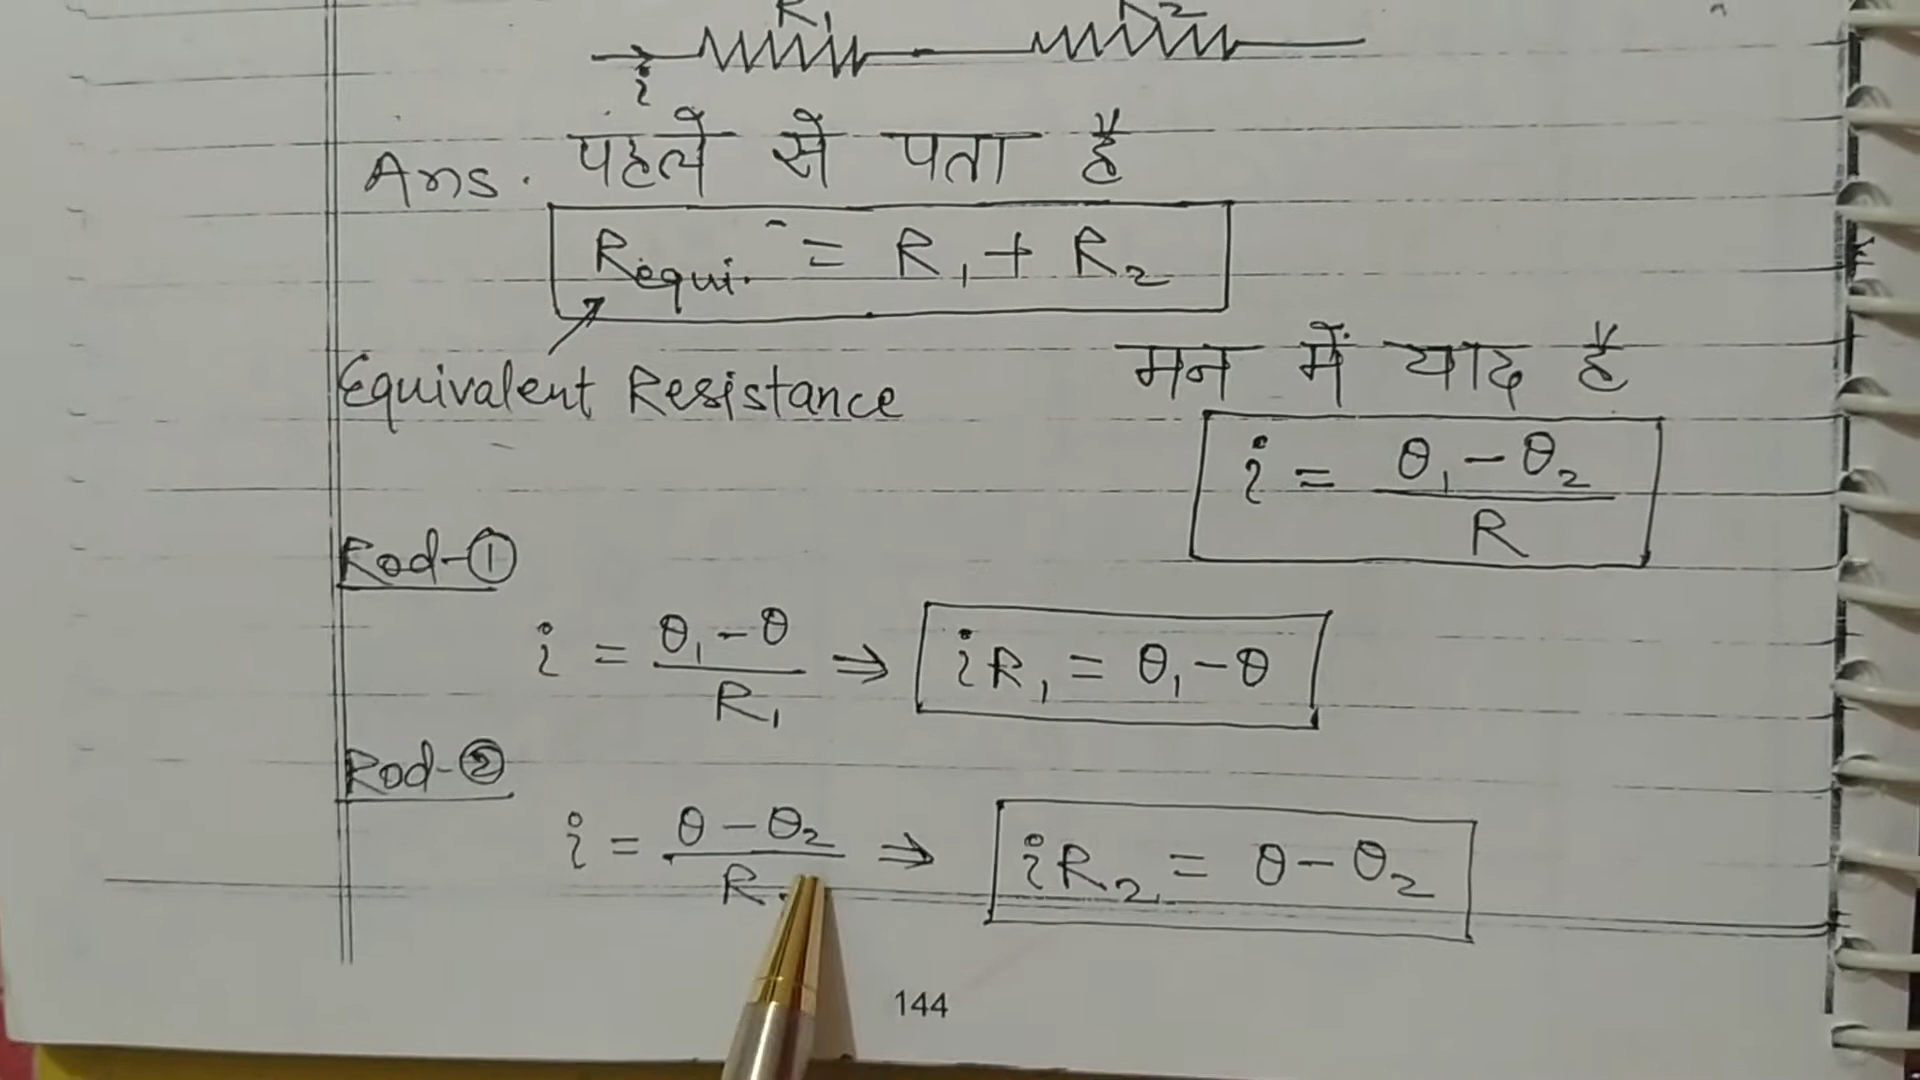 R₁ R₂
i
Ans. पहले से पता है
Requi. = R₁ + R₂
Equivalent Resistance
मन में याद है
i = θ₁ - θ₂ / R
Rod-①
i = θ₁ - θ / R₁ ⇒ iR₁ = θ₁ - θ
Rod-②
i = θ - θ₂ / R ⇒ iR₂ = θ - θ₂
144